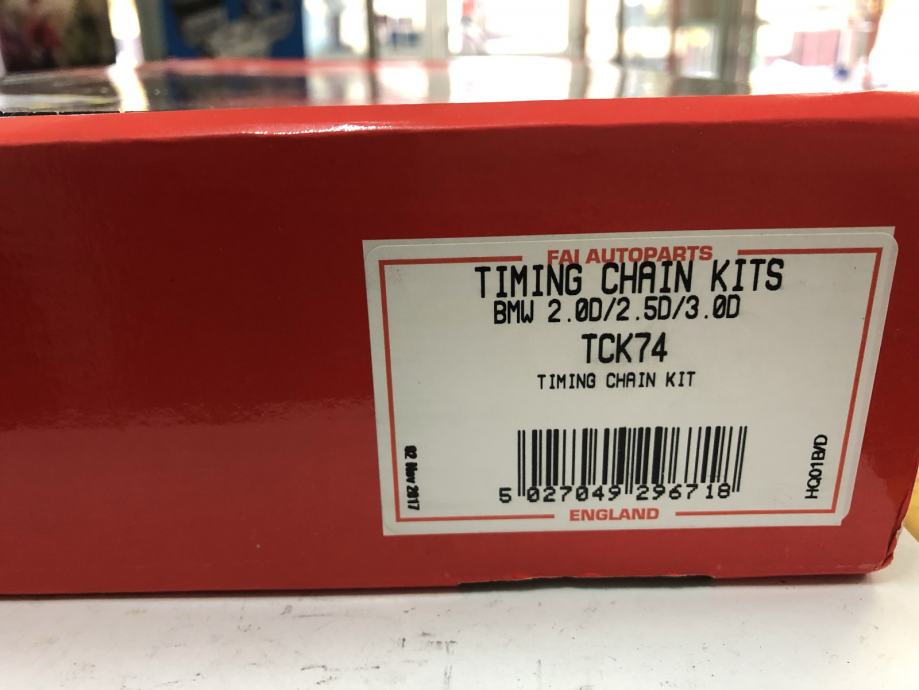 FAI AUTOPARTS
TIMING CHAIN KITS
BMW 2.0D/2.5D/3.0D
TCK74
TIMING CHAIN KIT
02 Nov 2017
HQ01B/D
5 027049 296718
ENGLAND